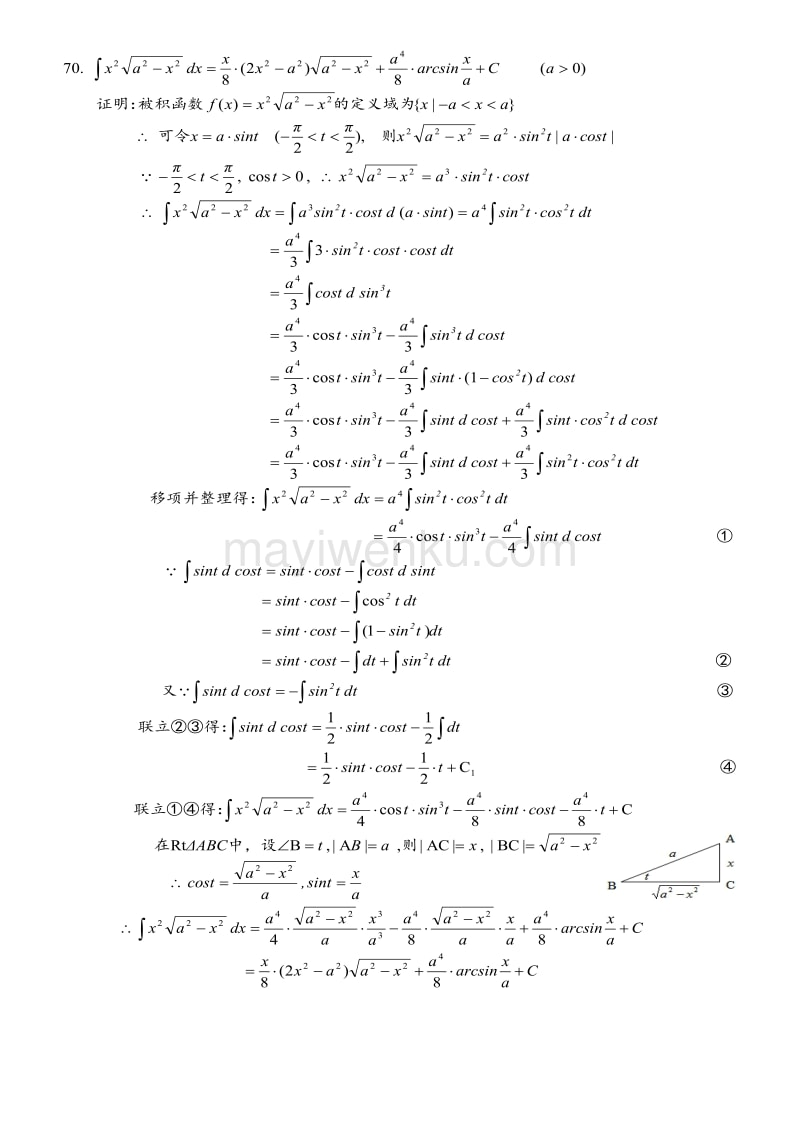 70. ∫x²√(a²−x²) dx = x/8·(2x²−a²)√(a²−x²) + a⁴/8·arcsin x/a + C (a > 0)
证明:被积函数 f(x) = x²√(a²−x²)的定义域为{x | −a < x < a}
∴ 可令x = a·sint (−π/2 < t < π/2), 则x²√(a²−x²) = a²·sin²t | a·cost |
∵ −π/2 < t < π/2, cos t > 0, ∴ x²√(a²−x²) = a³·sin²t·cost
∴ ∫x²√(a²−x²) dx = ∫a³sin²t·cost d (a·sint) = a⁴∫sin²t·cos²t dt
= a⁴/3 ∫3·sin²t·cost·cost dt
= a⁴/3 ∫cost d sin³t
= a⁴/3·cos t·sin³t − a⁴/3 ∫sin³t d cost
= a⁴/3·cos t·sin³t − a⁴/3 ∫sint·(1−cos²t) d cost
= a⁴/3·cos t·sin³t − a⁴/3 ∫sint d cost + a⁴/3 ∫sint·cos²t d cost
= a⁴/3·cos t·sin³t − a⁴/3 ∫sint d cost + a⁴/3 ∫sin²t·cos²t dt
移项并整理得: ∫x²√(a²−x²) dx = a⁴∫sin²t·cos²t dt
= a⁴/4·cos t·sin³t − a⁴/4 ∫sint d cost ①
∵ ∫sint d cost = sint·cost − ∫cost d sint
= sint·cost − ∫cos² t dt
= sint·cost − ∫(1−sin²t)dt
= sint·cost − ∫dt + ∫sin²t dt ②
又∵ ∫sint d cost = −∫sin²t dt ③
联立②③得: ∫sint d cost = 1/2·sint·cost − 1/2 ∫dt
= 1/2·sint·cost − 1/2·t + C₁ ④
联立①④得: ∫x²√(a²−x²) dx = a⁴/4·cos t·sin³t − a⁴/8·sint·cost − a⁴/8·t + C
在RtΔABC中，设∠B = t, | AB |= a ,则 | AC |= x , | BC |= √(a²−x²)
∴ cost = √(a²−x²)/a , sint = x/a
∴ ∫x²√(a²−x²) dx = a⁴/4·√(a²−x²)/a·x³/a³ − a⁴/8·√(a²−x²)/a·x/a + a⁴/8·arcsin x/a + C
= x/8·(2x²−a²)√(a²−x²) + a⁴/8·arcsin x/a + C
A
a
x
t
B
C
√(a²−x²)
mayiwenku.com